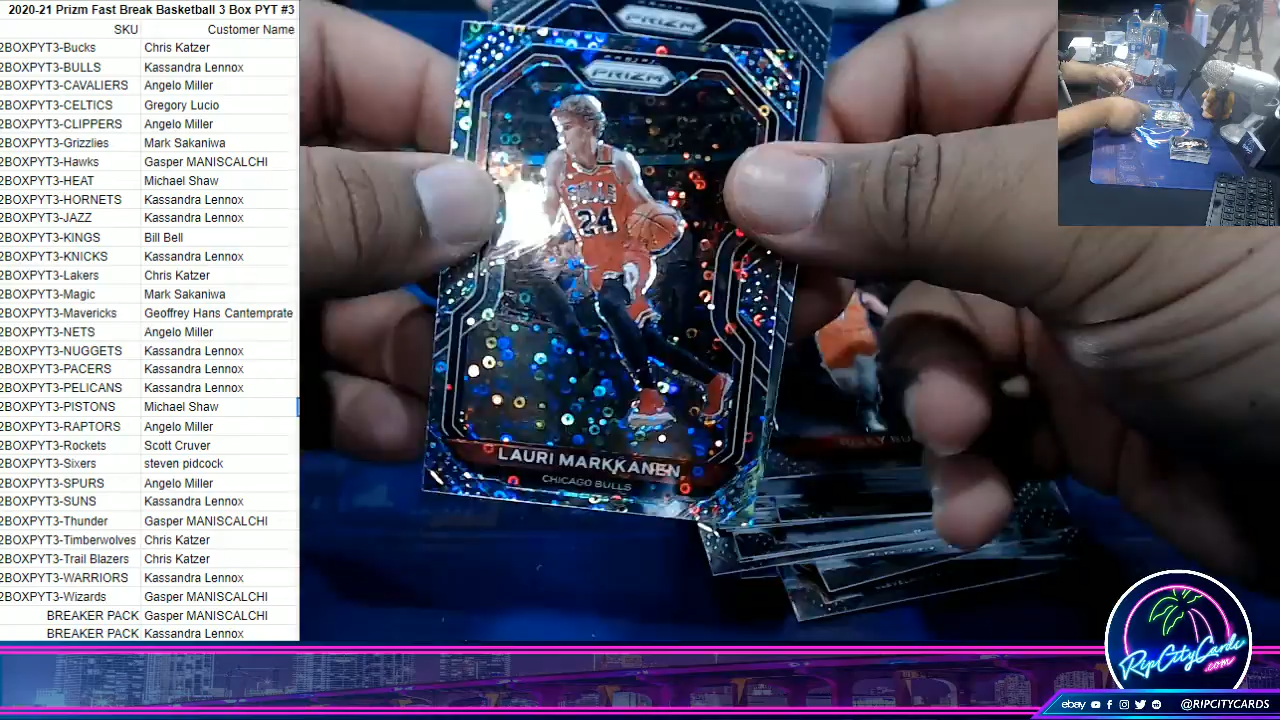 2020-21 Prizm Fast Break Basketball 3 Box PYT #3
SKU Customer Name
2BOXPYT3-Bucks Chris Katzer
2BOXPYT3-BULLS Kassandra Lennox
2BOXPYT3-CAVALIERS Angelo Miller
2BOXPYT3-CELTICS Gregory Lucio
2BOXPYT3-CLIPPERS Angelo Miller
2BOXPYT3-Grizzlies Mark Sakaniwa
2BOXPYT3-Hawks Gasper MANISCALCHI
2BOXPYT3-HEAT Michael Shaw
2BOXPYT3-HORNETS Kassandra Lennox
2BOXPYT3-JAZZ Kassandra Lennox
2BOXPYT3-KINGS Bill Bell
2BOXPYT3-KNICKS Kassandra Lennox
2BOXPYT3-Lakers Chris Katzer
2BOXPYT3-Magic Mark Sakaniwa
2BOXPYT3-Mavericks Geoffrey Hans Cantemprate
2BOXPYT3-NETS Angelo Miller
2BOXPYT3-NUGGETS Kassandra Lennox
2BOXPYT3-PACERS Kassandra Lennox
2BOXPYT3-PELICANS Kassandra Lennox
2BOXPYT3-PISTONS Michael Shaw
2BOXPYT3-RAPTORS Angelo Miller
2BOXPYT3-Rockets Scott Cruver
2BOXPYT3-Sixers steven pidcock
2BOXPYT3-SPURS Angelo Miller
2BOXPYT3-SUNS Kassandra Lennox
2BOXPYT3-Thunder Gasper MANISCALCHI
2BOXPYT3-Timberwolves Chris Katzer
2BOXPYT3-Trail Blazers Chris Katzer
2BOXPYT3-WARRIORS Kassandra Lennox
2BOXPYT3-Wizards Gasper MANISCALCHI
BREAKER PACK Gasper MANISCALCHI
BREAKER PACK Kassandra Lennox
PRIZM
PRIZM
BULLS
24
LAURI MARKKANEN
CHICAGO BULLS
RipCityCards
.com
ebay @RIPCITYCARDS